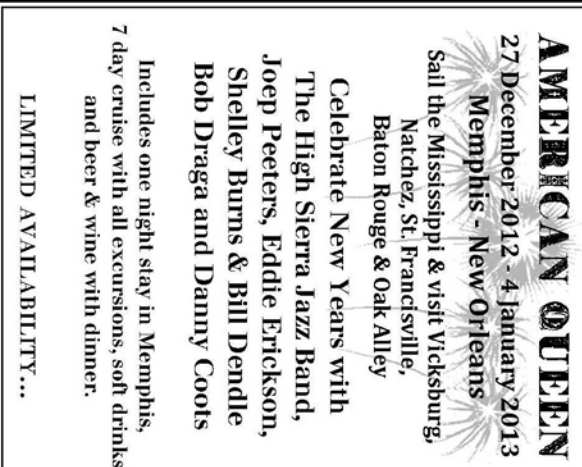 AMERICAN QUEEN
27 December 2012 - 4 January 2013
Memphis - New Orleans
Sail the Mississippi & visit Vicksburg,
Natchez, St. Francisville,
Baton Rouge & Oak Alley
Celebrate New Years with
The High Sierra Jazz Band,
Joep Peeters, Eddie Erickson,
Shelley Burns & Bill Dendle
Bob Draga and Danny Coots
Includes one night stay in Memphis,
7 day cruise with all excursions, soft drinks
and beer & wine with dinner.
LIMITED AVAILABILITY...